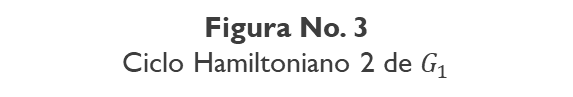 Figura No. 3
Ciclo Hamiltoniano 2 de 𝐺₁